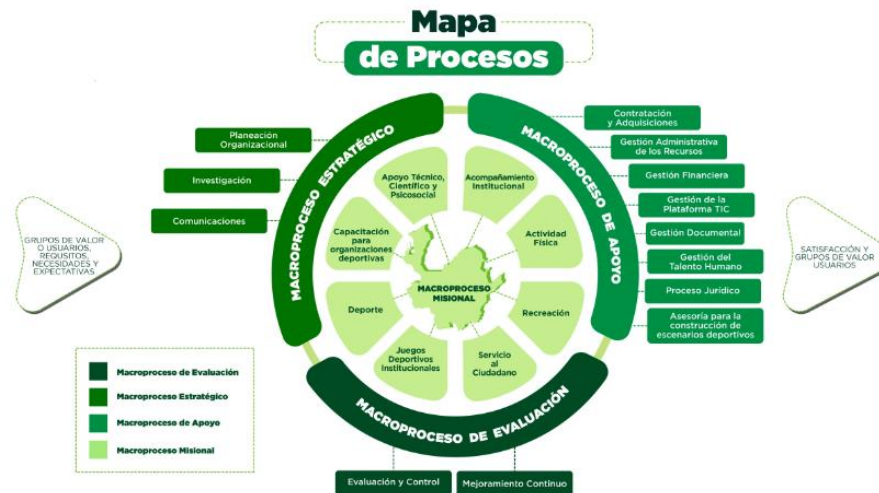 Mapa
de Procesos
GRUPOS DE VALOR
O USUARIOS,
REQUSITOS,
NECESIDADES Y
EXPECTATIVAS
MACROPROCESO ESTRATÉGICO
Planeación
Organizacional
Investigación
Comunicaciones
MACROPROCESO DE APOYO
Contratación
y Adquisiciones
Gestión Administrativa
de los Recursos
Gestión Financiera
Gestión de la
Plataforma TIC
Gestión Documental
Gestión del
Talento Humano
Proceso Jurídico
Asesoría para la
construcción de
escenarios deportivos
SATISFACCIÓN Y
GRUPOS DE VALOR
USUARIOS
Apoyo Técnico,
Científico y
Psicosocial
Acompañamiento
Institucional
Capacitación
para
organizaciones
deportivas
Actividad
Física
MACROPROCESO
MISIONAL
Deporte
Recreación
Juegos
Deportivos
Institucionales
Servicio
al
Ciudadano
MACROPROCESO DE EVALUACIÓN
Evaluación y Control
Mejoramiento Continuo
Macroproceso de Evaluación
Macroproceso Estratégico
Macroproceso de Apoyo
Macroproceso Misional